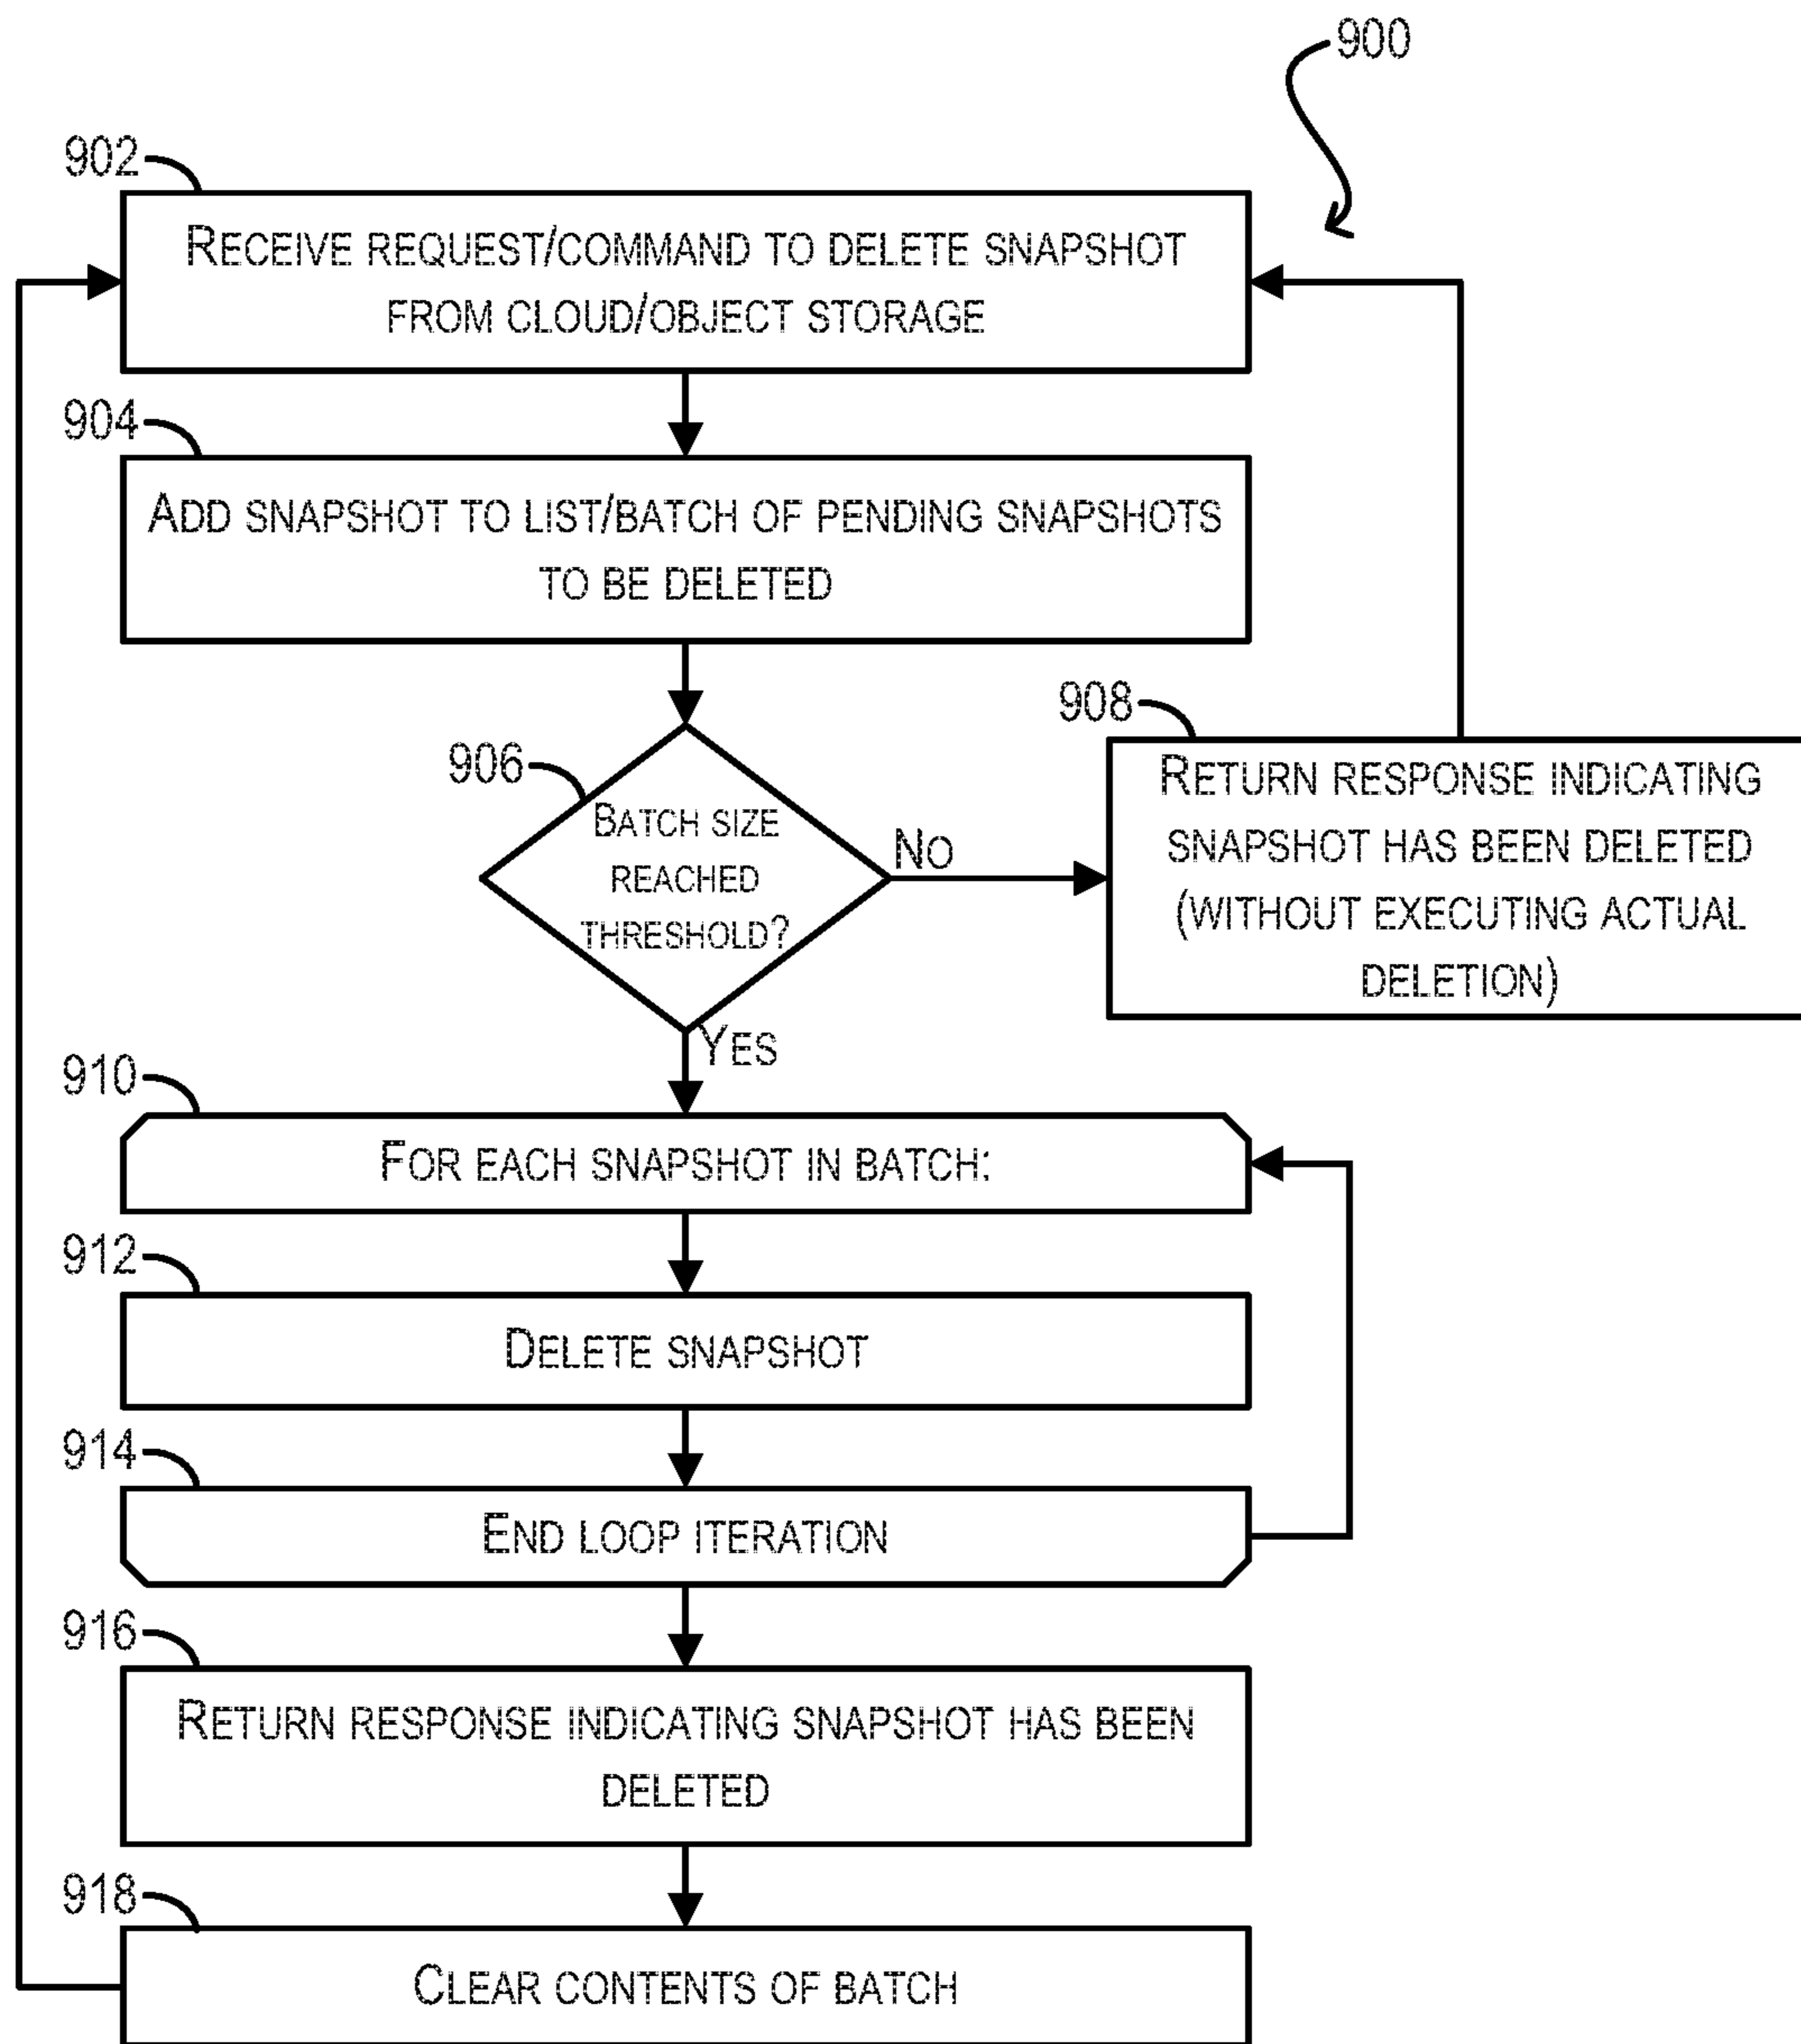 900
902
RECEIVE REQUEST/COMMAND TO DELETE SNAPSHOT
FROM CLOUD/OBJECT STORAGE
904
ADD SNAPSHOT TO LIST/BATCH OF PENDING SNAPSHOTS
TO BE DELETED
906
BATCH SIZE
REACHED
THRESHOLD?
NO
908
RETURN RESPONSE INDICATING
SNAPSHOT HAS BEEN DELETED
(WITHOUT EXECUTING ACTUAL
DELETION)
YES
910
FOR EACH SNAPSHOT IN BATCH:
912
DELETE SNAPSHOT
914
END LOOP ITERATION
916
RETURN RESPONSE INDICATING SNAPSHOT HAS BEEN
DELETED
918
CLEAR CONTENTS OF BATCH